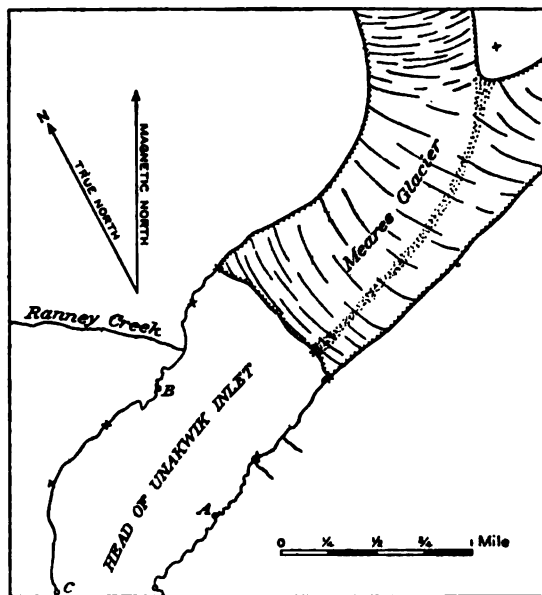 N
TRUE NORTH
MAGNETIC NORTH
Meares Glacier
Ranney Creek
B
HEAD OF UNAKWIK INLET
A
C
0 ¼ ½ ¾ 1 Mile